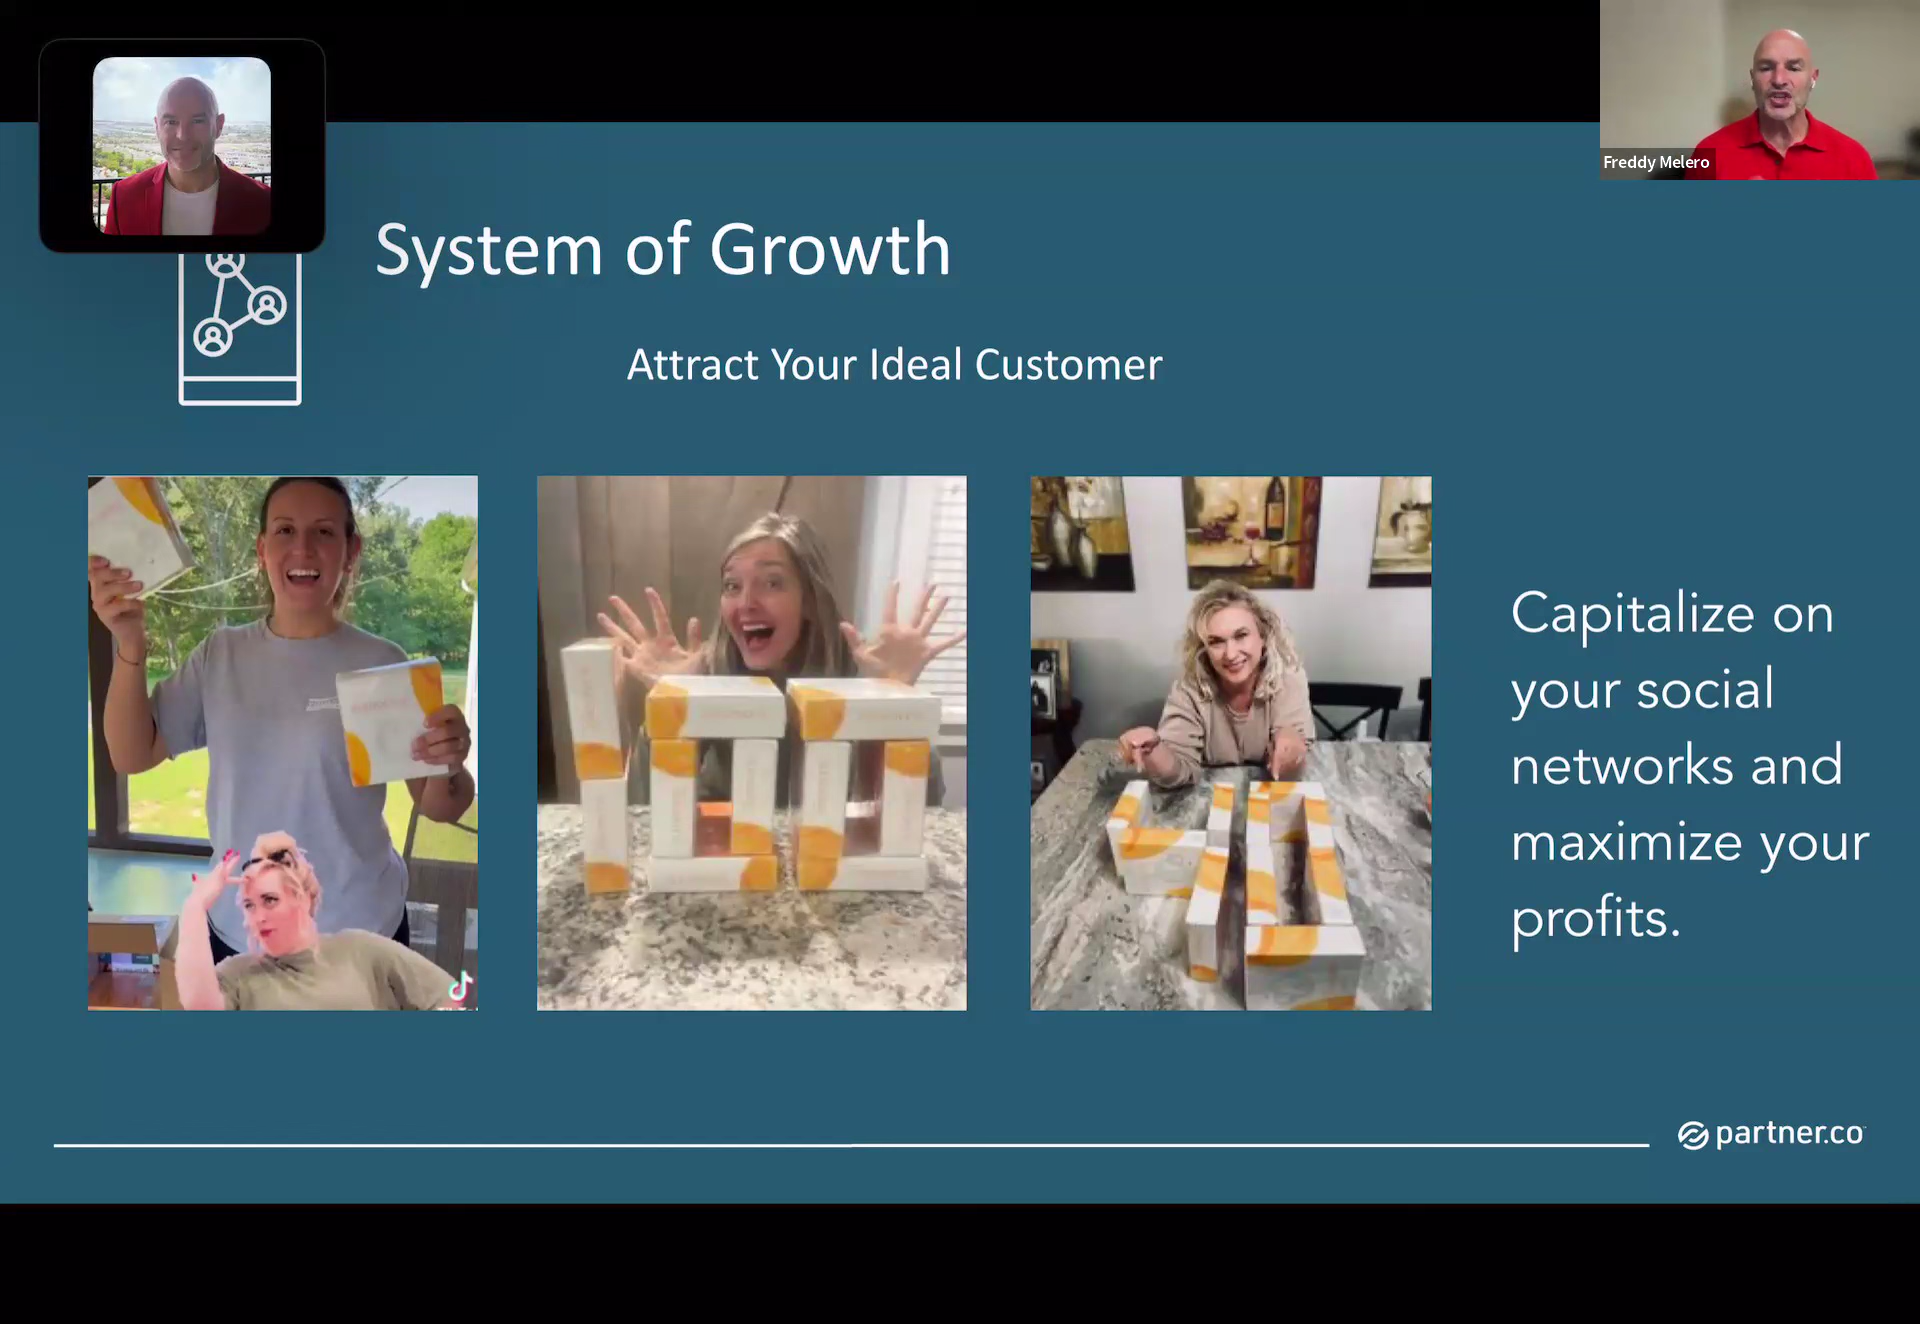 Freddy Melero
System of Growth
Attract Your Ideal Customer
Capitalize on
your social
networks and
maximize your
profits.
partner.co